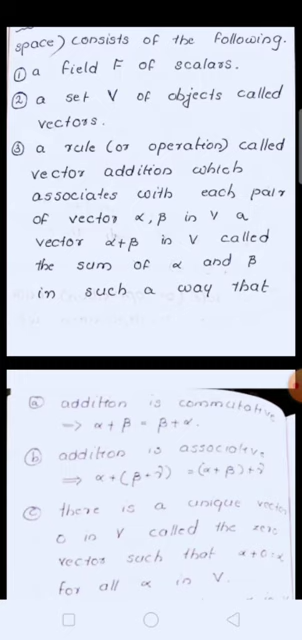 space) consists of the following.
① a field F of scalars.
② a set V of objects called
vectors.
③ a rule (or operation) called
vector addition which
associates with each pair
of vector α, β in V a
vector α+β in V called
the sum of α and β
in such a way that
ⓐ addition is commutative
⇒ α + β = β + α.
ⓑ addition is associative
⇒ α + (β + γ) = (α + β) + γ
ⓒ there is a unique vector
0 in V called the zero
vector such that α+0=α
for all α in V.